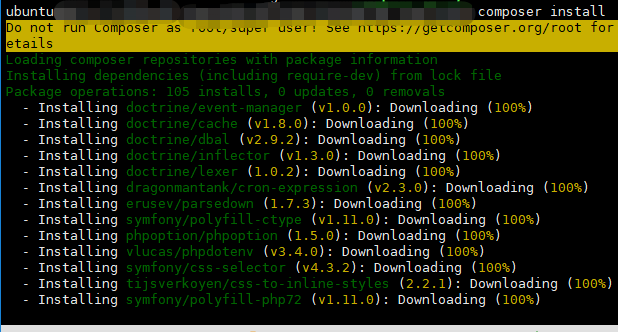 ubuntu composer install
Do not run Composer as root/super user! See https://getcomposer.org/root for
etails
Loading composer repositories with package information
Installing dependencies (including require-dev) from lock file
Package operations: 105 installs, 0 updates, 0 removals
- Installing doctrine/event-manager (v1.0.0): Downloading (100%)
- Installing doctrine/cache (v1.8.0): Downloading (100%)
- Installing doctrine/dbal (v2.9.2): Downloading (100%)
- Installing doctrine/inflector (v1.3.0): Downloading (100%)
- Installing doctrine/lexer (1.0.2): Downloading (100%)
- Installing dragonmantank/cron-expression (v2.3.0): Downloading (100%)
- Installing erusev/parsedown (1.7.3): Downloading (100%)
- Installing symfony/polyfill-ctype (v1.11.0): Downloading (100%)
- Installing phpoption/phpoption (1.5.0): Downloading (100%)
- Installing vlucas/phpdotenv (v3.4.0): Downloading (100%)
- Installing symfony/css-selector (v4.3.2): Downloading (100%)
- Installing tijsverkoyen/css-to-inline-styles (2.2.1): Downloading (100%)
- Installing symfony/polyfill-php72 (v1.11.0): Downloading (100%)